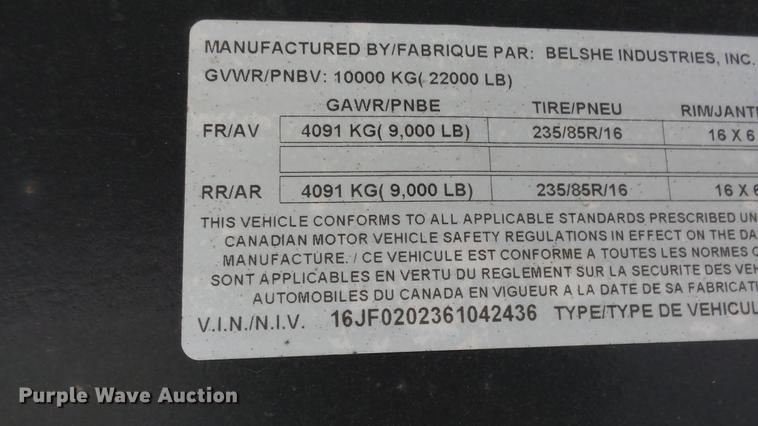 MANUFACTURED BY/FABRIQUE PAR: BELSHE INDUSTRIES, INC.
GVWR/PNBV: 10000 KG( 22000 LB)
GAWR/PNBE TIRE/PNEU RIM/JANT
FR/AV 4091 KG( 9,000 LB) 235/85R/16 16 X 6
RR/AR 4091 KG( 9,000 LB) 235/85R/16 16 X 6
THIS VEHICLE CONFORMS TO ALL APPLICABLE STANDARDS PRESCRIBED UN
CANADIAN MOTOR VEHICLE SAFETY REGULATIONS IN EFFECT ON THE DA
MANUFACTURE. / CE VEHICULE EST CONFORME A TOUTES LES NORMES
SONT APPLICABLES EN VERTU DU REGLEMENT SUR LA SECURITE DES VEH
AUTOMOBILES DU CANADA EN VIGUEUR A LA DATE DE SA FABRICATI
V.I.N./N.I.V. 16JF0202361042436 TYPE/TYPE DE VEHICUL
Purple Wave Auction